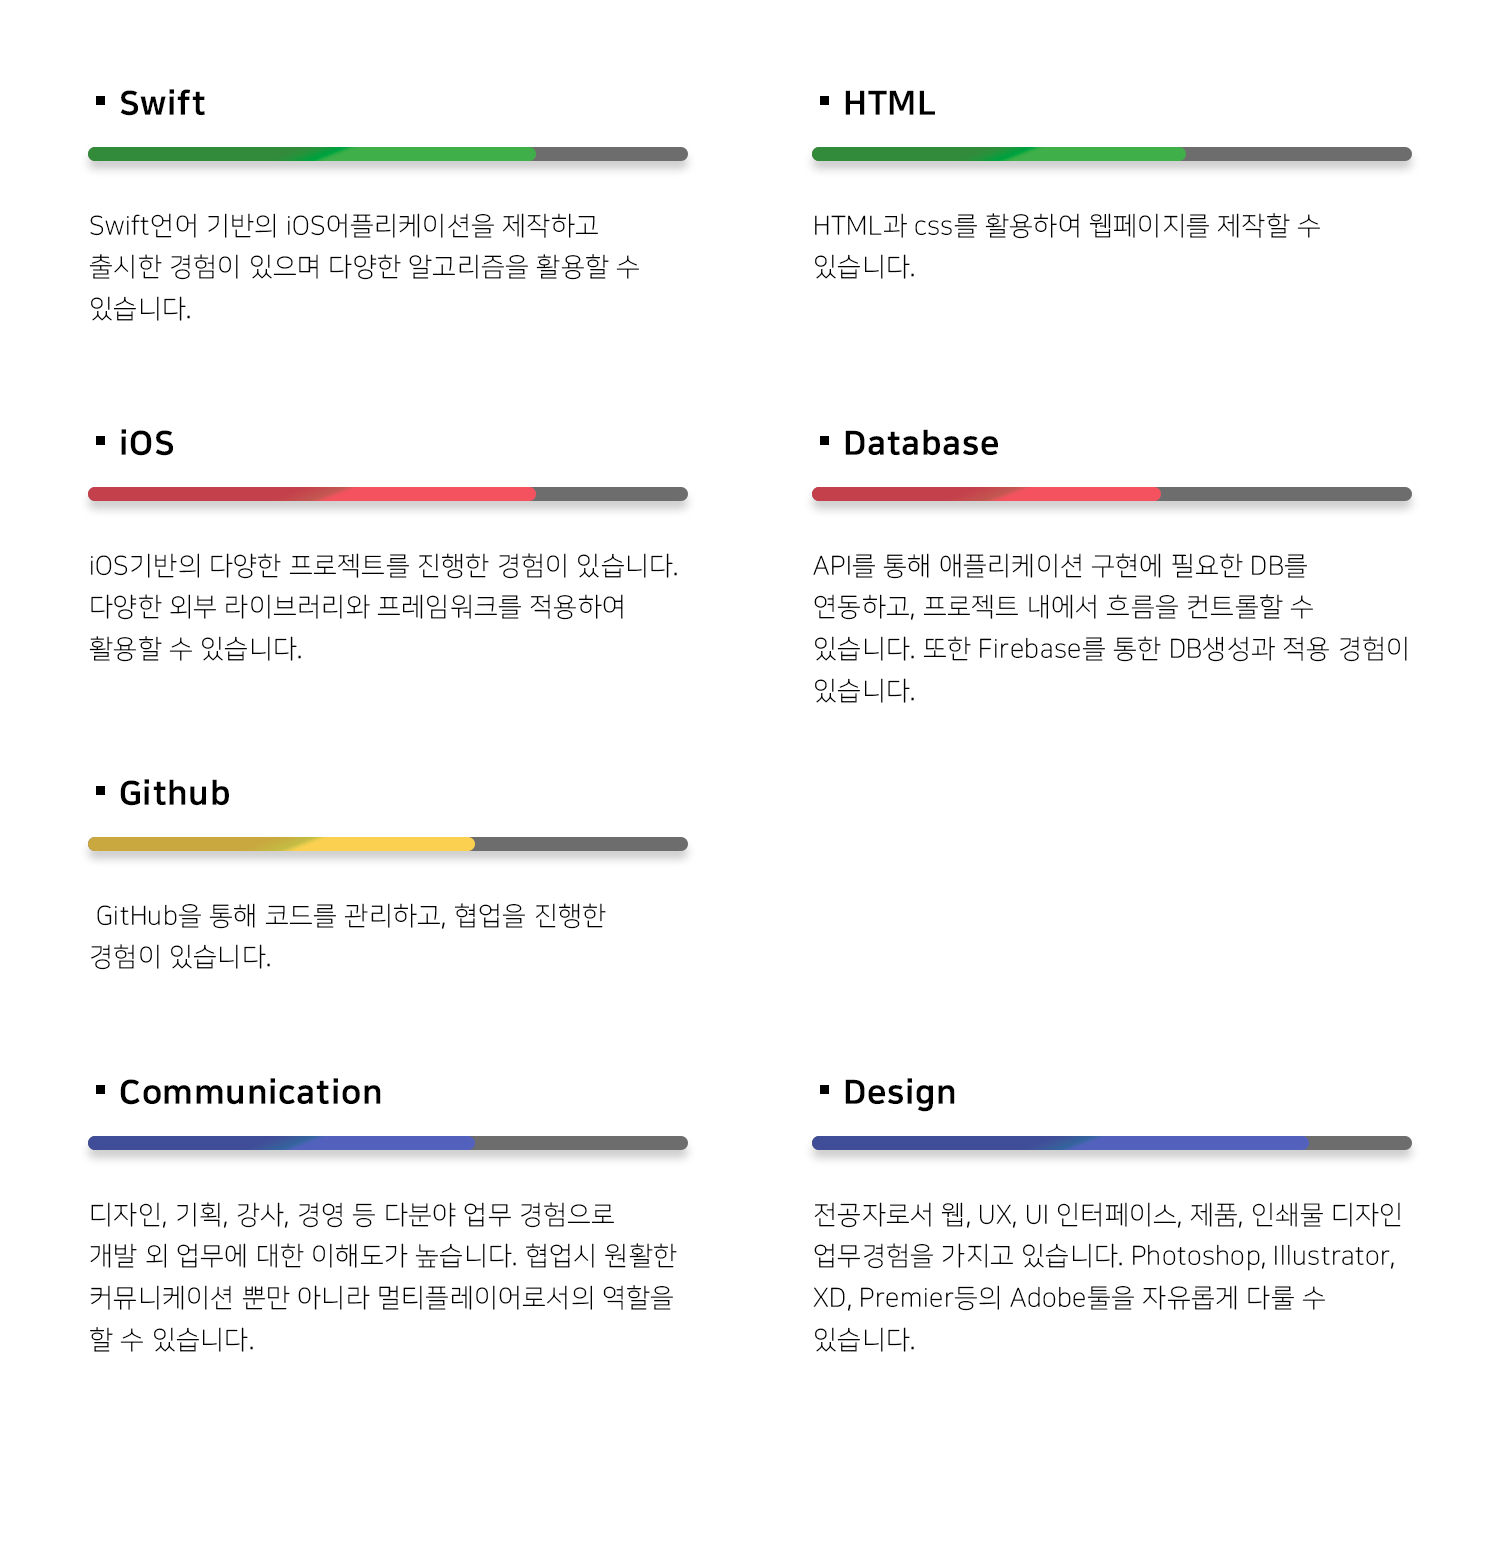 ▪ Swift
Swift언어 기반의 iOS어플리케이션을 제작하고
출시한 경험이 있으며 다양한 알고리즘을 활용할 수
있습니다.
▪ HTML
HTML과 css를 활용하여 웹페이지를 제작할 수
있습니다.
▪ iOS
iOS기반의 다양한 프로젝트를 진행한 경험이 있습니다.
다양한 외부 라이브러리와 프레임워크를 적용하여
활용할 수 있습니다.
▪ Database
API를 통해 애플리케이션 구현에 필요한 DB를
연동하고, 프로젝트 내에서 흐름을 컨트롤할 수
있습니다. 또한 Firebase를 통한 DB생성과 적용 경험이
있습니다.
▪ Github
GitHub을 통해 코드를 관리하고, 협업을 진행한
경험이 있습니다.
▪ Communication
디자인, 기획, 강사, 경영 등 다분야 업무 경험으로
개발 외 업무에 대한 이해도가 높습니다. 협업시 원활한
커뮤니케이션 뿐만 아니라 멀티플레이어로서의 역할을
할 수 있습니다.
▪ Design
전공자로서 웹, UX, UI 인터페이스, 제품, 인쇄물 디자인
업무경험을 가지고 있습니다. Photoshop, Illustrator,
XD, Premier등의 Adobe툴을 자유롭게 다룰 수
있습니다.